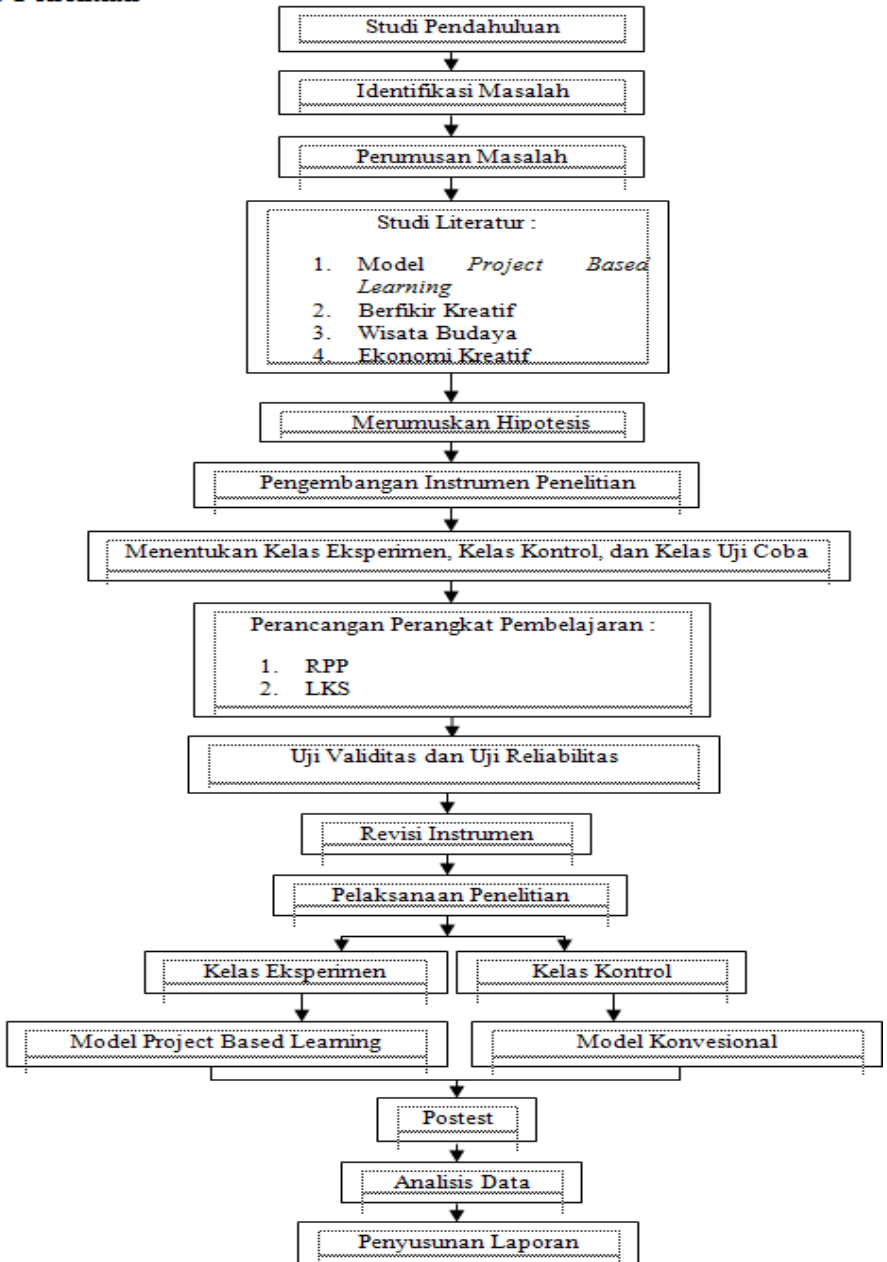 Studi Pendahuluan
Identifikasi Masalah
Perumusan Masalah
Studi Literatur :
1. Model Project Based
Learning
2. Berfikir Kreatif
3. Wisata Budaya
4. Ekonomi Kreatif
Merumuskan Hipotesis
Pengembangan Instrumen Penelitian
Menentukan Kelas Eksperimen, Kelas Kontrol, dan Kelas Uji Coba
Perancangan Perangkat Pembelajaran :
1. RPP
2. LKS
Uji Validitas dan Uji Reliabilitas
Revisi Instrumen
Pelaksanaan Penelitian
Kelas Eksperimen
Kelas Kontrol
Model Project Based Learning
Model Konvesional
Postest
Analisis Data
Penyusunan Laporan